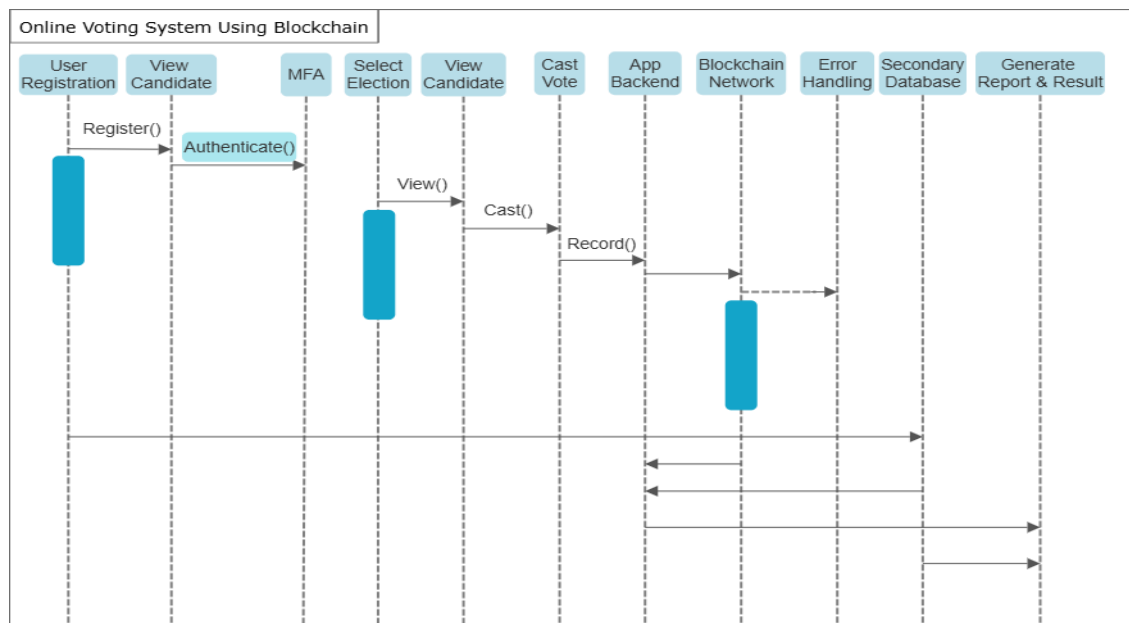 Online Voting System Using Blockchain
User
Registration
View
Candidate
MFA
Select
Election
View
Candidate
Cast
Vote
App
Backend
Blockchain
Network
Error
Handling
Secondary
Database
Generate
Report & Result
Register()
Authenticate()
View()
Cast()
Record()